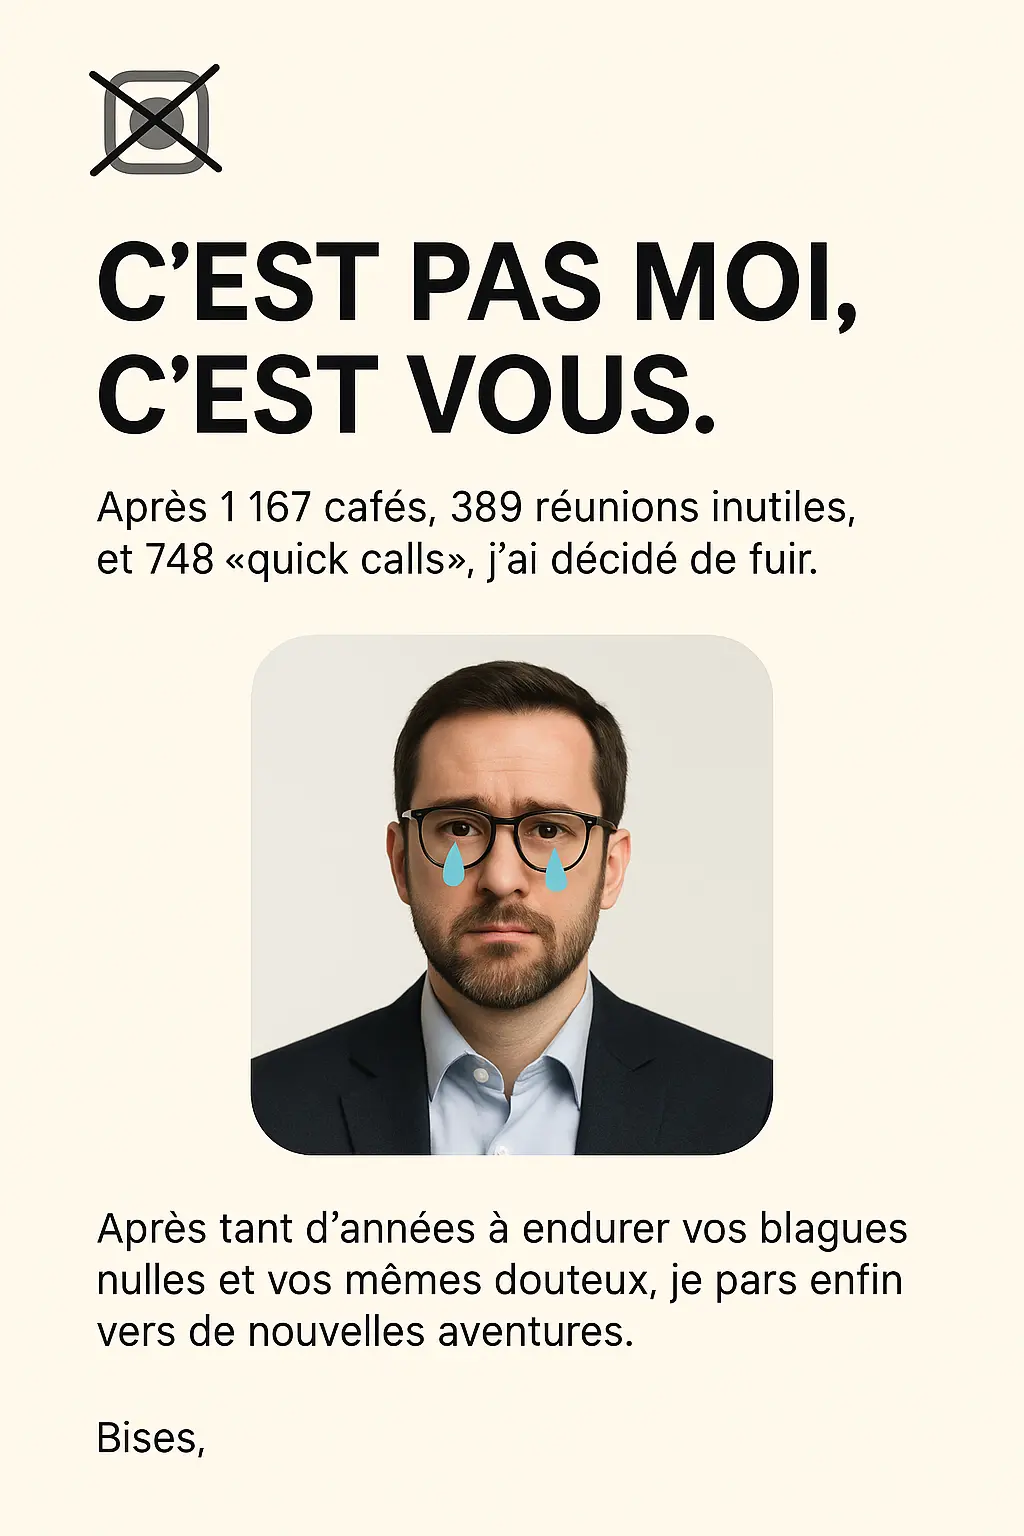 C’EST PAS MOI,
C’EST VOUS.
Après 1 167 cafés, 389 réunions inutiles,
et 748 «quick calls», j’ai décidé de fuir.
Après tant d’années à endurer vos blagues
nulles et vos mêmes douteux, je pars enfin
vers de nouvelles aventures.
Bises,